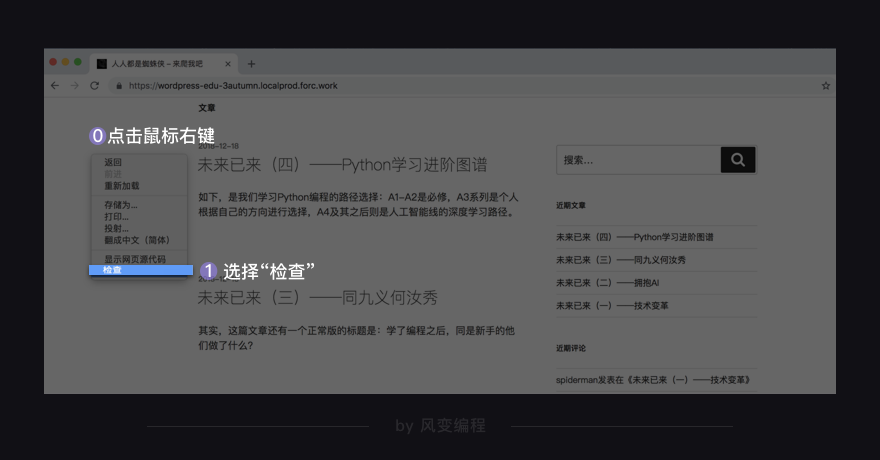 人人都是蜘蛛侠 – 来爬我吧
https://wordpress-edu-3autumn.localprod.forc.work
文章
0 点击鼠标右键
返回
前进
重新加载
存储为...
打印...
投射...
翻成中文（简体）
显示网页源代码
检查
1 选择“检查”
2018-12-18
未来已来（四）——Python学习进阶图谱
如下，是我们学习Python编程的路径选择：A1-A2是必修，A3系列是个人
根据自己的方向进行选择，A4及其之后则是人工智能线的深度学习路径。
未来已来（三）——同九义何汝秀
其实，这篇文章还有一个正常版的标题是：学了编程之后，同是新手的他
们做了什么？
搜索...
近期文章
未来已来（四）——Python学习进阶图谱
未来已来（三）——同九义何汝秀
未来已来（二）——拥抱AI
未来已来（一）——技术变革
近期评论
spiderman发表在《未来已来（一）——技术变革》
by 风变编程